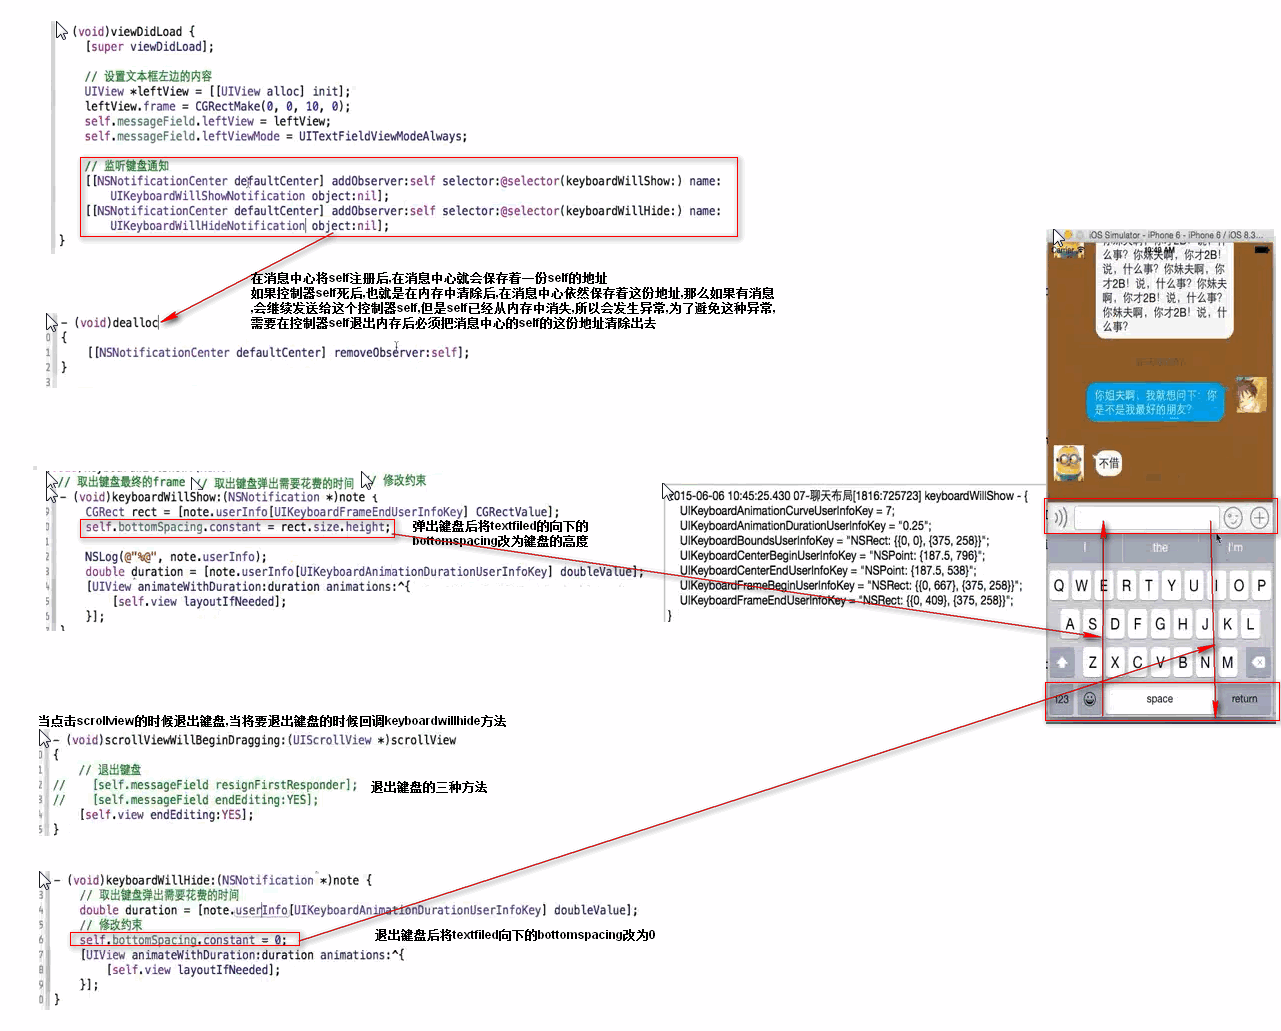 - (void)viewDidLoad {
[super viewDidLoad];
// 设置文本框左边的内容
UIView *leftView = [[UIView alloc] init];
leftView.frame = CGRectMake(0, 0, 10, 0);
self.messageField.leftView = leftView;
self.messageField.leftViewMode = UITextFieldViewModeAlways;
// 监听键盘通知
[[NSNotificationCenter defaultCenter] addObserver:self selector:@selector(keyboardWillShow:) name:
UIKeyboardWillShowNotification object:nil];
[[NSNotificationCenter defaultCenter] addObserver:self selector:@selector(keyboardWillHide:) name:
UIKeyboardWillHideNotification object:nil];
}
在消息中心将self注册后,在消息中心就会保存着一份self的地址
如果控制器self死后,也就是在内存中清除后,在消息中心依然保存着这份地址,那么如果有消息
,会继续发送给这个控制器self,但是self已经从内存中消失,所以会发生异常,为了避免这种异常,
需要在控制器self退出内存后必须把消息中心的self的这份地址清除出去
- (void)dealloc
{
[[NSNotificationCenter defaultCenter] removeObserver:self];
}
// 取出键盘最终的frame
// 取出键盘弹出需要花费的时间
// 修改约束
- (void)keyboardWillShow:(NSNotification *)note {
CGRect rect = [note.userInfo[UIKeyboardFrameEndUserInfoKey] CGRectValue];
self.bottomSpacing.constant = rect.size.height;
弹出键盘后将textfiled的向下的
bottomspacing改为键盘的高度
NSLog(@"%@", note.userInfo);
double duration = [note.userInfo[UIKeyboardAnimationDurationUserInfoKey] doubleValue];
[UIView animateWithDuration:duration animations:^{
[self.view layoutIfNeeded];
}];
2015-06-06 10:45:25.430 07-聊天布局[1816:725723] keyboardWillShow - {
UIKeyboardAnimationCurveUserInfoKey = 7;
UIKeyboardAnimationDurationUserInfoKey = "0.25";
UIKeyboardBoundsUserInfoKey = "NSRect: {{0, 0}, {375, 258}}";
UIKeyboardCenterBeginUserInfoKey = "NSPoint: {187.5, 796}";
UIKeyboardCenterEndUserInfoKey = "NSPoint: {187.5, 538}";
UIKeyboardFrameBeginUserInfoKey = "NSRect: {{0, 667}, {375, 258}}";
UIKeyboardFrameEndUserInfoKey = "NSRect: {{0, 409}, {375, 258}}";
}
当点击scrollview的时候退出键盘,当将要退出键盘的时候回调keyboardwillhide方法
- (void)scrollViewWillBeginDragging:(UIScrollView *)scrollView
{
// 退出键盘
// [self.messageField resignFirstResponder];
退出键盘的三种方法
// [self.messageField endEditing:YES];
[self.view endEditing:YES];
}
- (void)keyboardWillHide:(NSNotification *)note {
// 取出键盘弹出需要花费的时间
double duration = [note.userInfo[UIKeyboardAnimationDurationUserInfoKey] doubleValue];
// 修改约束
self.bottomSpacing.constant = 0;
退出键盘后将textfiled向下的bottomspacing改为0
[UIView animateWithDuration:duration animations:^{
[self.view layoutIfNeeded];
}];
}
iOS Simulator - iPhone 6 - iPhone 6 / iOS 8.3...
Carrier 10:49 AM
么事? 你妹夫啊, 你才2B!
说, 什么事? 你妹夫啊, 你
才2B! 说, 什么事? 你妹夫
啊, 你才2B! 说, 什么事?
你妹夫啊, 你才2B! 说, 什
么事?
你姐夫啊, 我就想问下: 你
是不是我最好的朋友?
不借
I the I'm
Q W E R T Y U I O P
A S D F G H J K L
Z X C V B N M
123 space return